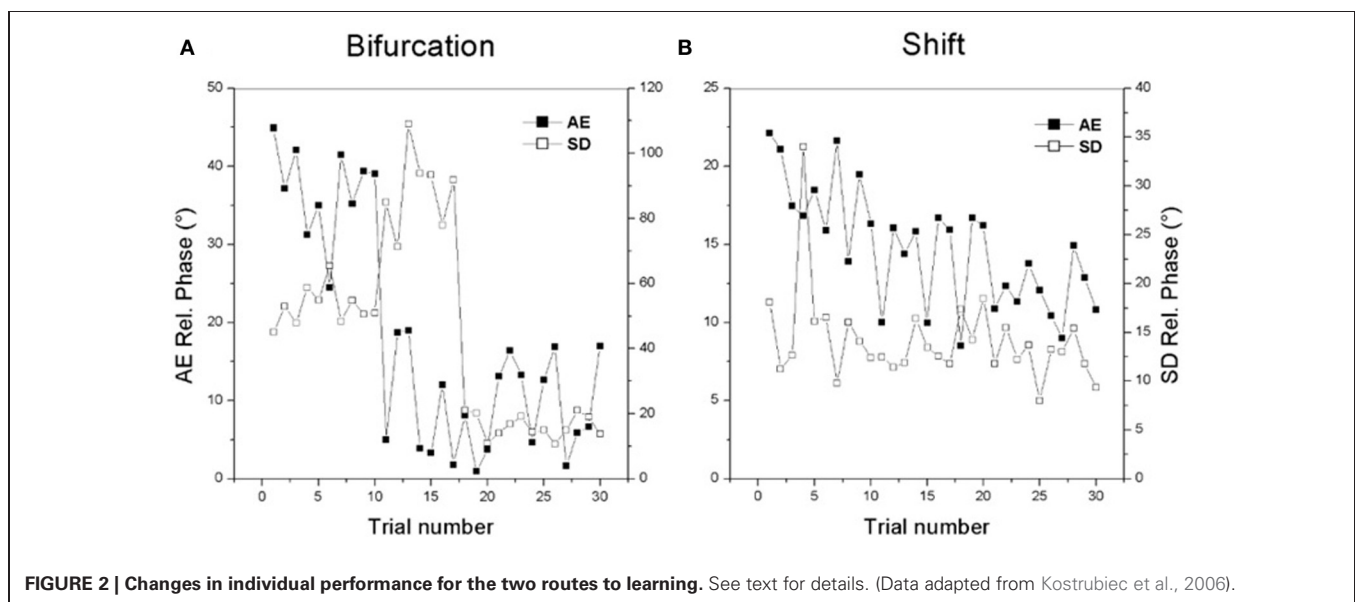 A Bifurcation
50 40 30 20 10 0
AE Rel. Phase (°)
AE
SD
120 100 80 60 40 20 0
0 5 10 15 20 25 30
Trial number
B Shift
25 20 15 10 5 0
AE
SD
40 35 30 25 20 15 10 5 0
SD Rel. Phase (°)
0 5 10 15 20 25 30
Trial number
FIGURE 2 | Changes in individual performance for the two routes to learning. See text for details. (Data adapted from Kostrubiec et al., 2006).